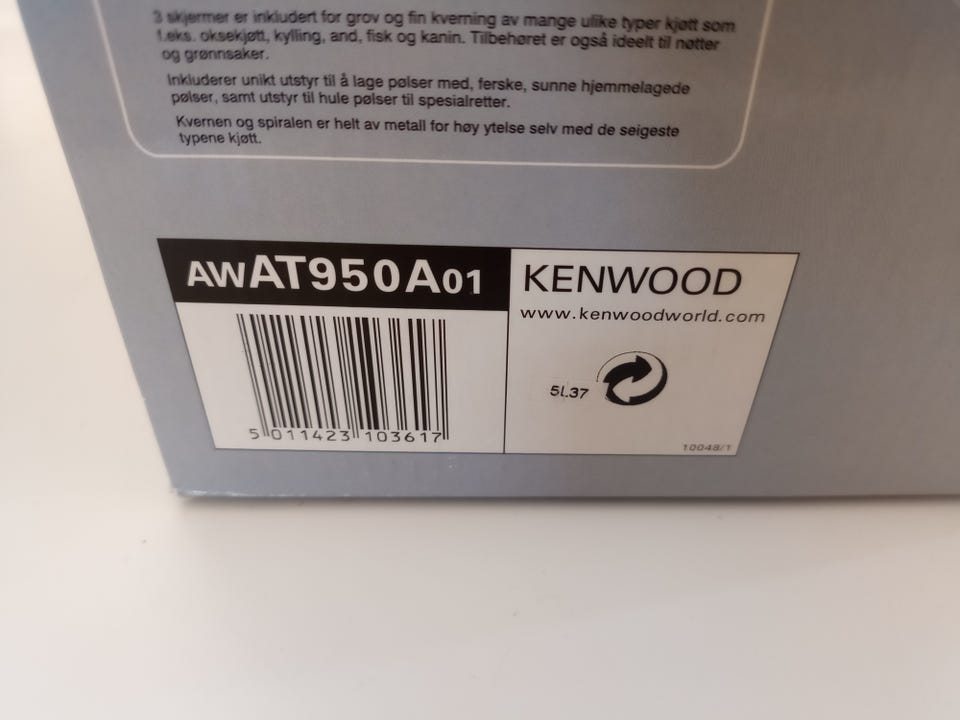 3 skjermer er inkludert for grov og fin kverning av mange ulike typer kjøtt som
f.eks. oksekjøtt, kylling, and, fisk og kanin. Tilbehøret er også ideelt til nøtter
og grønnsaker.
Inkluderer unikt utstyr til å lage pølser med, ferske, sunne hjemmelagede
pølser, samt utstyr til hule pølser til spesialretter.
Kvernen og spiralen er helt av metall for høy ytelse selv med de seigeste
typene kjøtt.
AWAT950A01
KENWOOD
www.kenwoodworld.com
51.37
5 011423 103617
10048/1